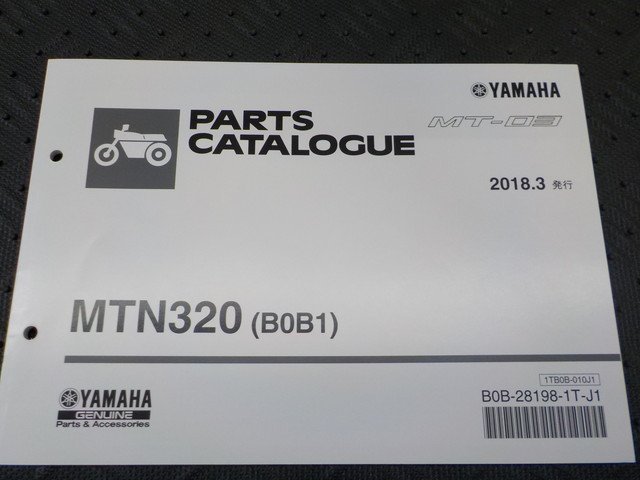 YAMAHA
PARTS
CATALOGUE
MT-03
2018.3 発行
MTN320 (B0B1)
YAMAHA
GENUINE
Parts & Accessories
1TB0B-010J1
B0B-28198-1T-J1